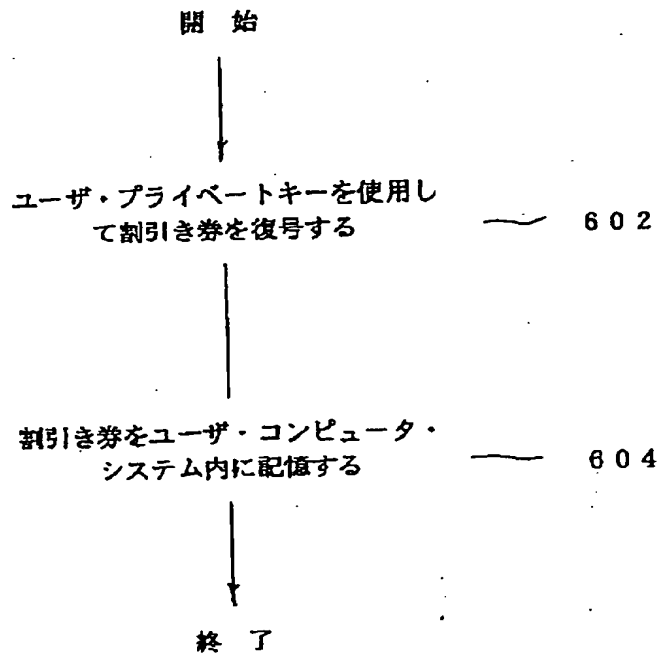 開 始
ユーザ・プライベートキーを使用し
て割引き券を復号する
602
割引き券をユーザ・コンピュータ・
システム内に記憶する
604
終 了